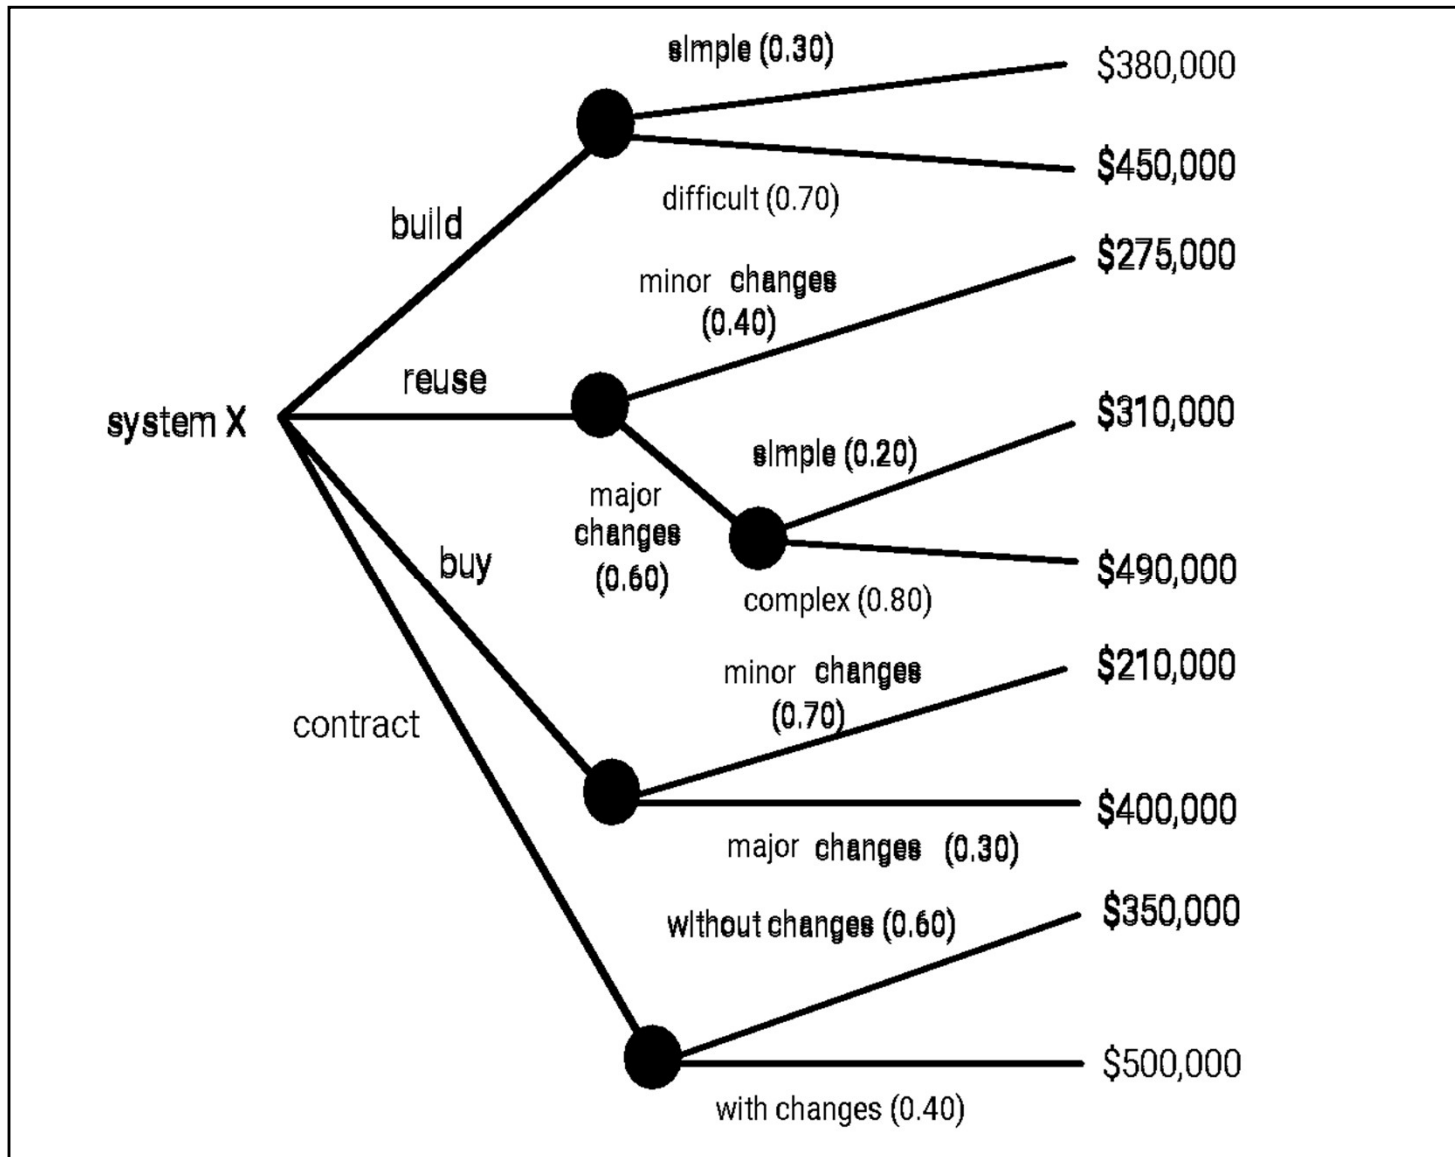 simple (0.30)
$380,000
$450,000
difficult (0.70)
build
$275,000
minor changes
(0.40)
reuse
system X
$310,000
simple (0.20)
major
changes
(0.60)
$490,000
complex (0.80)
buy
minor changes
(0.70)
$210,000
contract
$400,000
major changes (0.30)
without changes (0.60)
$350,000
$500,000
with changes (0.40)